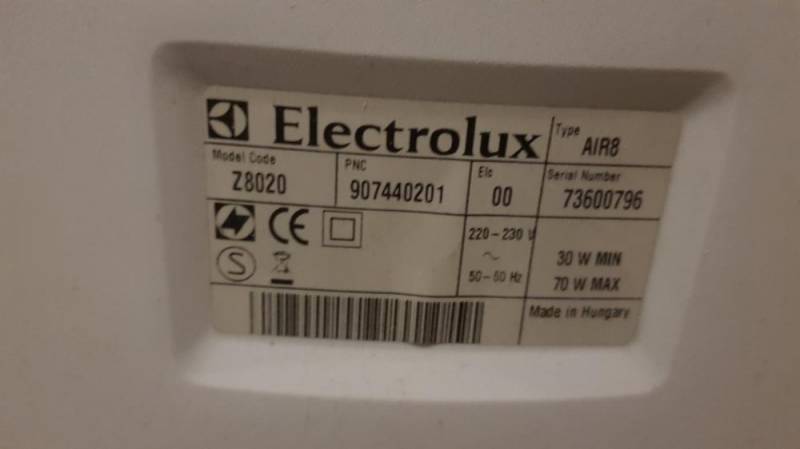 Electrolux
Type AIR8
Model Code Z8020
PNC 907440201
Elc 00
Serial Number 73600796
CE
S
220-230 V
~
50-60 Hz
30 W MIN
70 W MAX
Made in Hungary